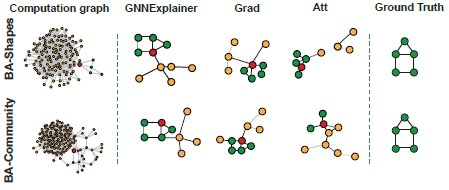 Computation graph GNNExplainer Grad Att Ground Truth
BA-Shapes
BA-Community